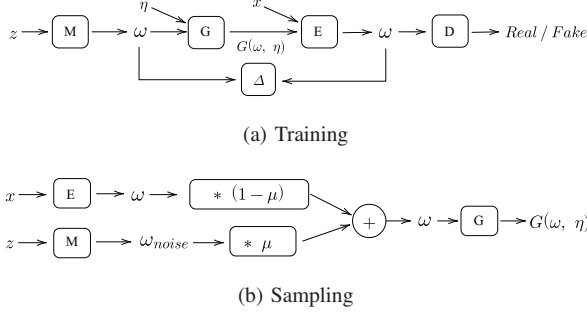 η x
z M ω G E ω D Real / Fake
G(ω, η)
Δ
(a) Training
x E ω * (1 − μ)
+ ω G G(ω, η)
z M ω_noise * μ
(b) Sampling